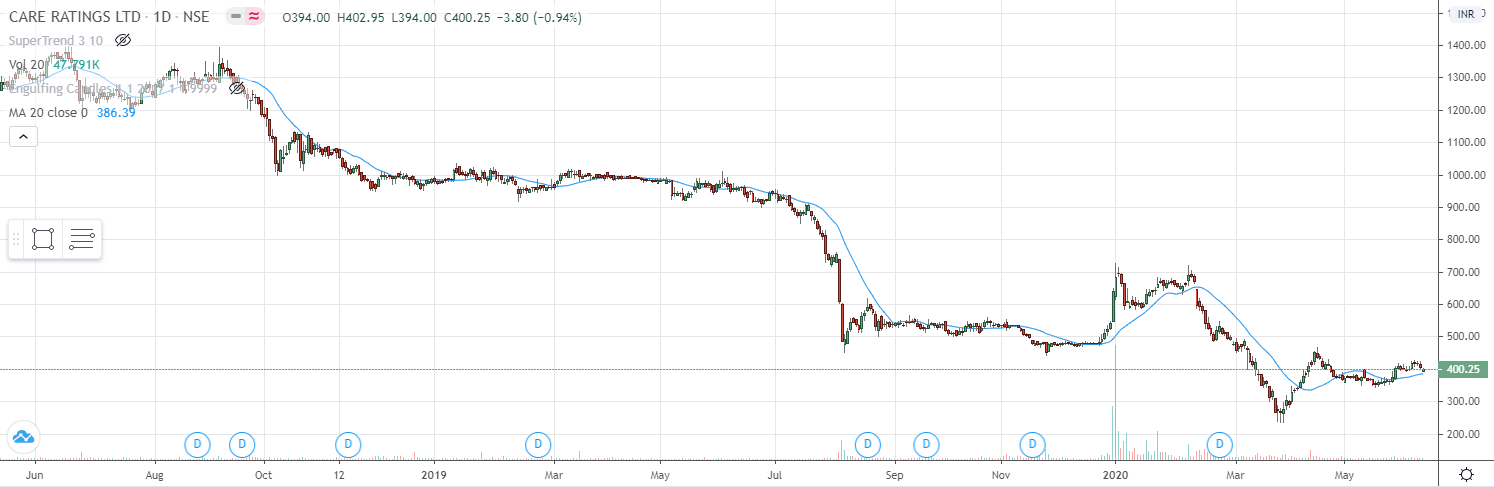 CARE RATINGS LTD · 1D · NSE O394.00 H402.95 L394.00 C400.25 −3.80 (−0.94%)
INR
SuperTrend 3 10
Vol 20 47.791K
MA 20 close 0 386.39
1400.00
1300.00
1200.00
1100.00
1000.00
900.00
800.00
700.00
600.00
500.00
400.25
300.00
200.00
D D D D D D D D
Jun Aug Oct 12 2019 Mar May Jul Sep Nov 2020 Mar May